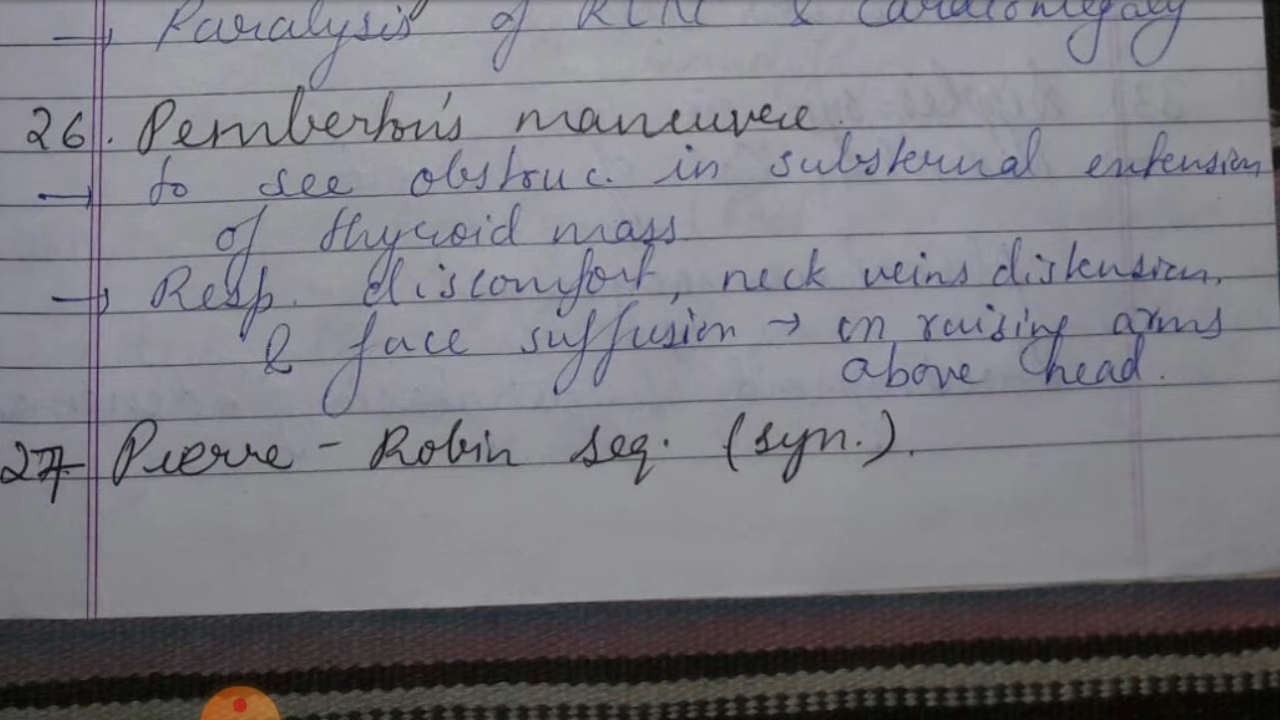 → Paralysis of RLN & Cardiomegaly
26. Pemberton's maneuvere.
→ to see obstruc. in substernal extension
of thyroid mass
→ Resp. discomfort, neck veins distension,
& face suffusion → on raising arms
above head.
27 Pierre - Robin seq. (syn.).